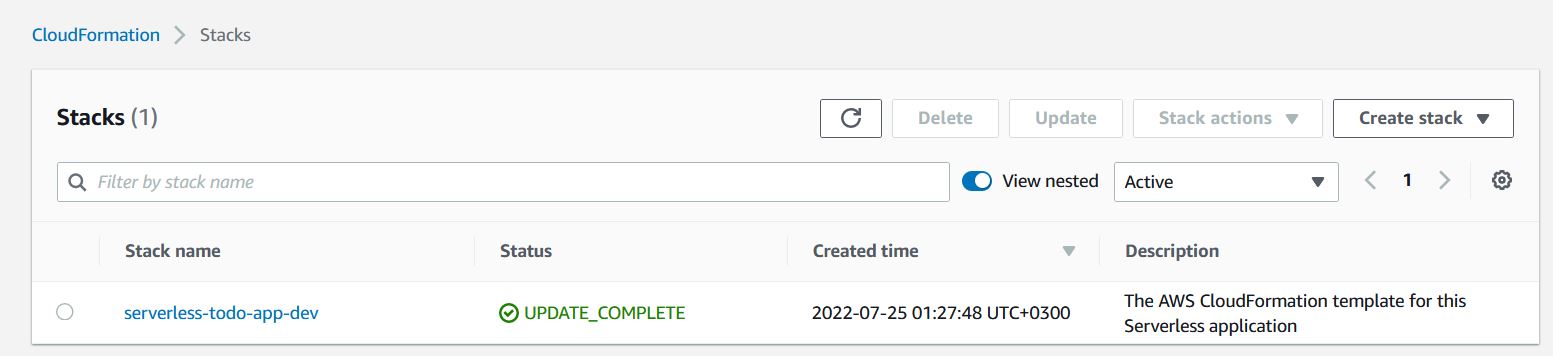 CloudFormation > Stacks
Stacks (1)
Delete
Update
Stack actions
Create stack
Filter by stack name
View nested
Active
1
Stack name
Status
Created time
Description
serverless-todo-app-dev
UPDATE_COMPLETE
2022-07-25 01:27:48 UTC+0300
The AWS CloudFormation template for this
Serverless application